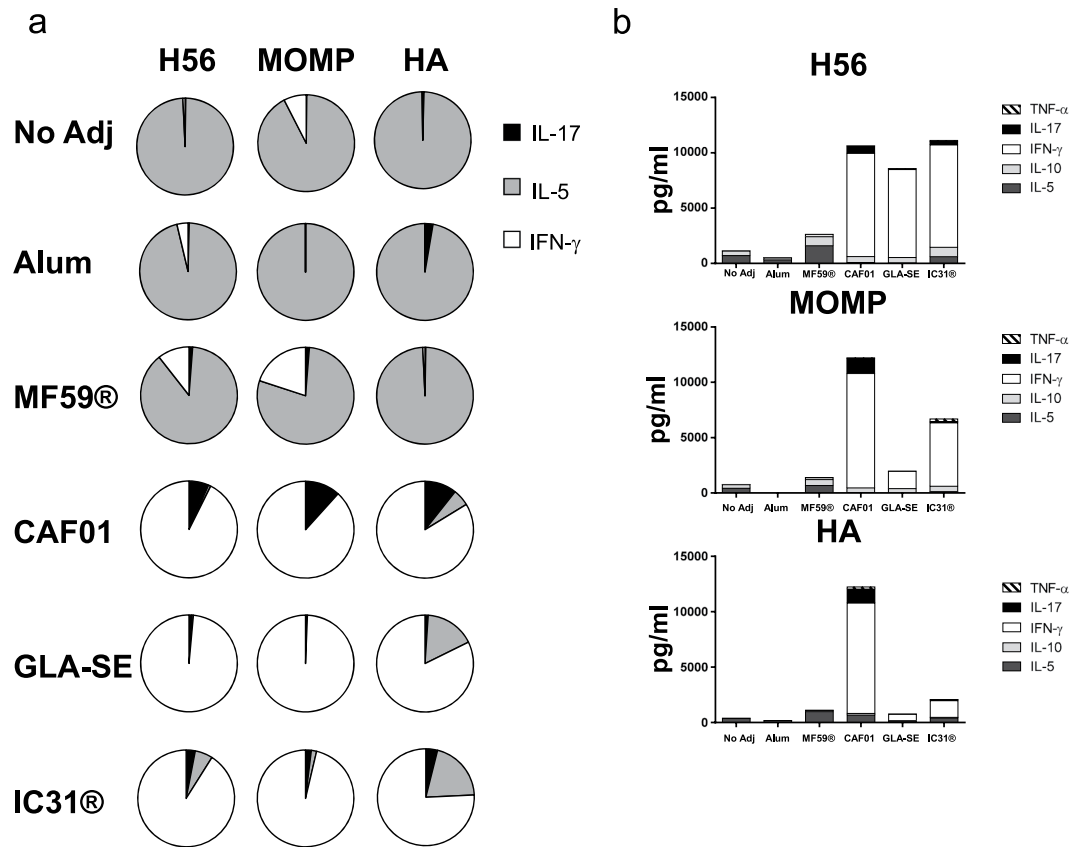 a
H56 MOMP HA
No Adj
Alum
MF59®
CAF01
GLA-SE
IC31®
IL-17
IL-5
IFN-γ
b
H56
pg/ml
15000
10000
5000
0
No Adj Alum MF59® CAF01 GLA-SE IC31®
TNF-α
IL-17
IFN-γ
IL-10
IL-5
MOMP
pg/ml
15000
10000
5000
0
No Adj Alum MF59® CAF01 GLA-SE IC31®
TNF-α
IL-17
IFN-γ
IL-10
IL-5
HA
pg/ml
15000
10000
5000
0
No Adj Alum MF59® CAF01 GLA-SE IC31®
TNF-α
IL-17
IFN-γ
IL-10
IL-5